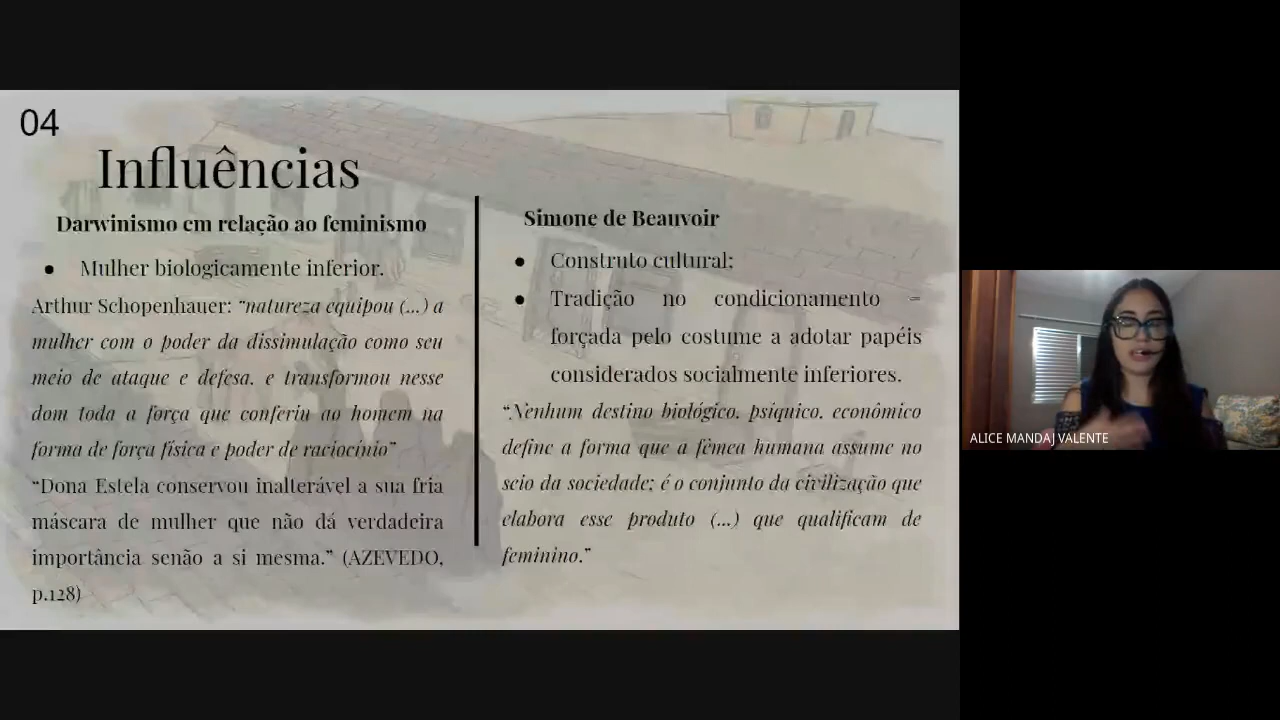 04
Influências
Darwinismo em relação ao feminismo
● Mulher biologicamente inferior.
Arthur Schopenhauer: “natureza equipou (...) a
mulher com o poder da dissimulação como seu
meio de ataque e defesa, e transformou nesse
dom toda a força que conferiu ao homem na
forma de força física e poder de raciocínio”
“Dona Estela conservou inalterável a sua fria
máscara de mulher que não dá verdadeira
importância senão a si mesma.” (AZEVEDO,
p.128)
Simone de Beauvoir
● Construto cultural;
● Tradição no condicionamento =
forçada pelo costume a adotar papéis
considerados socialmente inferiores.
“Nenhum destino biológico, psíquico, econômico
define a forma que a fêmea humana assume no
seio da sociedade; é o conjunto da civilização que
elabora esse produto (...) que qualificam de
feminino.”
ALICE MANDAJ VALENTE